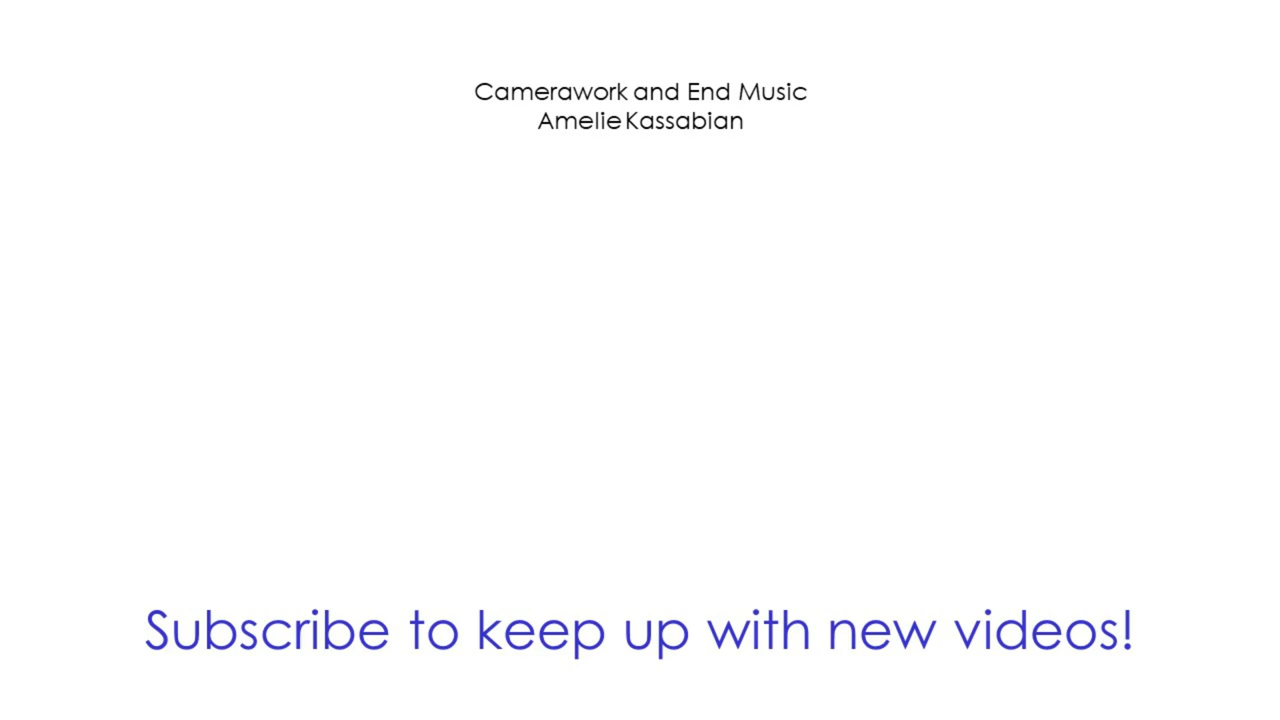 Camerawork and End Music
Amelie Kassabian
Subscribe to keep up with new videos!